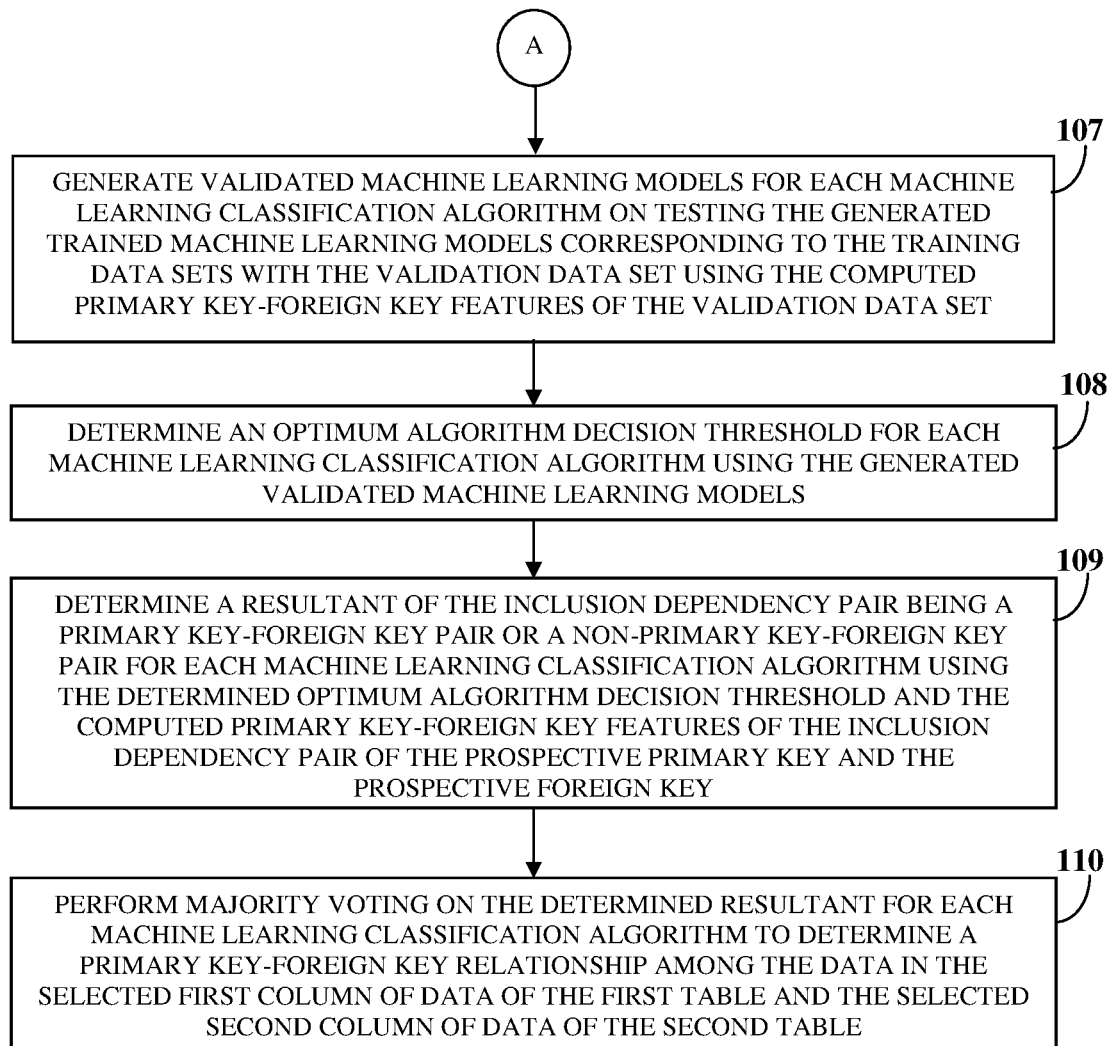 A
107
GENERATE VALIDATED MACHINE LEARNING MODELS FOR EACH MACHINE
LEARNING CLASSIFICATION ALGORITHM ON TESTING THE GENERATED
TRAINED MACHINE LEARNING MODELS CORRESPONDING TO THE TRAINING
DATA SETS WITH THE VALIDATION DATA SET USING THE COMPUTED
PRIMARY KEY-FOREIGN KEY FEATURES OF THE VALIDATION DATA SET
108
DETERMINE AN OPTIMUM ALGORITHM DECISION THRESHOLD FOR EACH
MACHINE LEARNING CLASSIFICATION ALGORITHM USING THE GENERATED
VALIDATED MACHINE LEARNING MODELS
109
DETERMINE A RESULTANT OF THE INCLUSION DEPENDENCY PAIR BEING A
PRIMARY KEY-FOREIGN KEY PAIR OR A NON-PRIMARY KEY-FOREIGN KEY
PAIR FOR EACH MACHINE LEARNING CLASSIFICATION ALGORITHM USING
THE DETERMINED OPTIMUM ALGORITHM DECISION THRESHOLD AND THE
COMPUTED PRIMARY KEY-FOREIGN KEY FEATURES OF THE INCLUSION
DEPENDENCY PAIR OF THE PROSPECTIVE PRIMARY KEY AND THE
PROSPECTIVE FOREIGN KEY
110
PERFORM MAJORITY VOTING ON THE DETERMINED RESULTANT FOR EACH
MACHINE LEARNING CLASSIFICATION ALGORITHM TO DETERMINE A
PRIMARY KEY-FOREIGN KEY RELATIONSHIP AMONG THE DATA IN THE
SELECTED FIRST COLUMN OF DATA OF THE FIRST TABLE AND THE SELECTED
SECOND COLUMN OF DATA OF THE SECOND TABLE